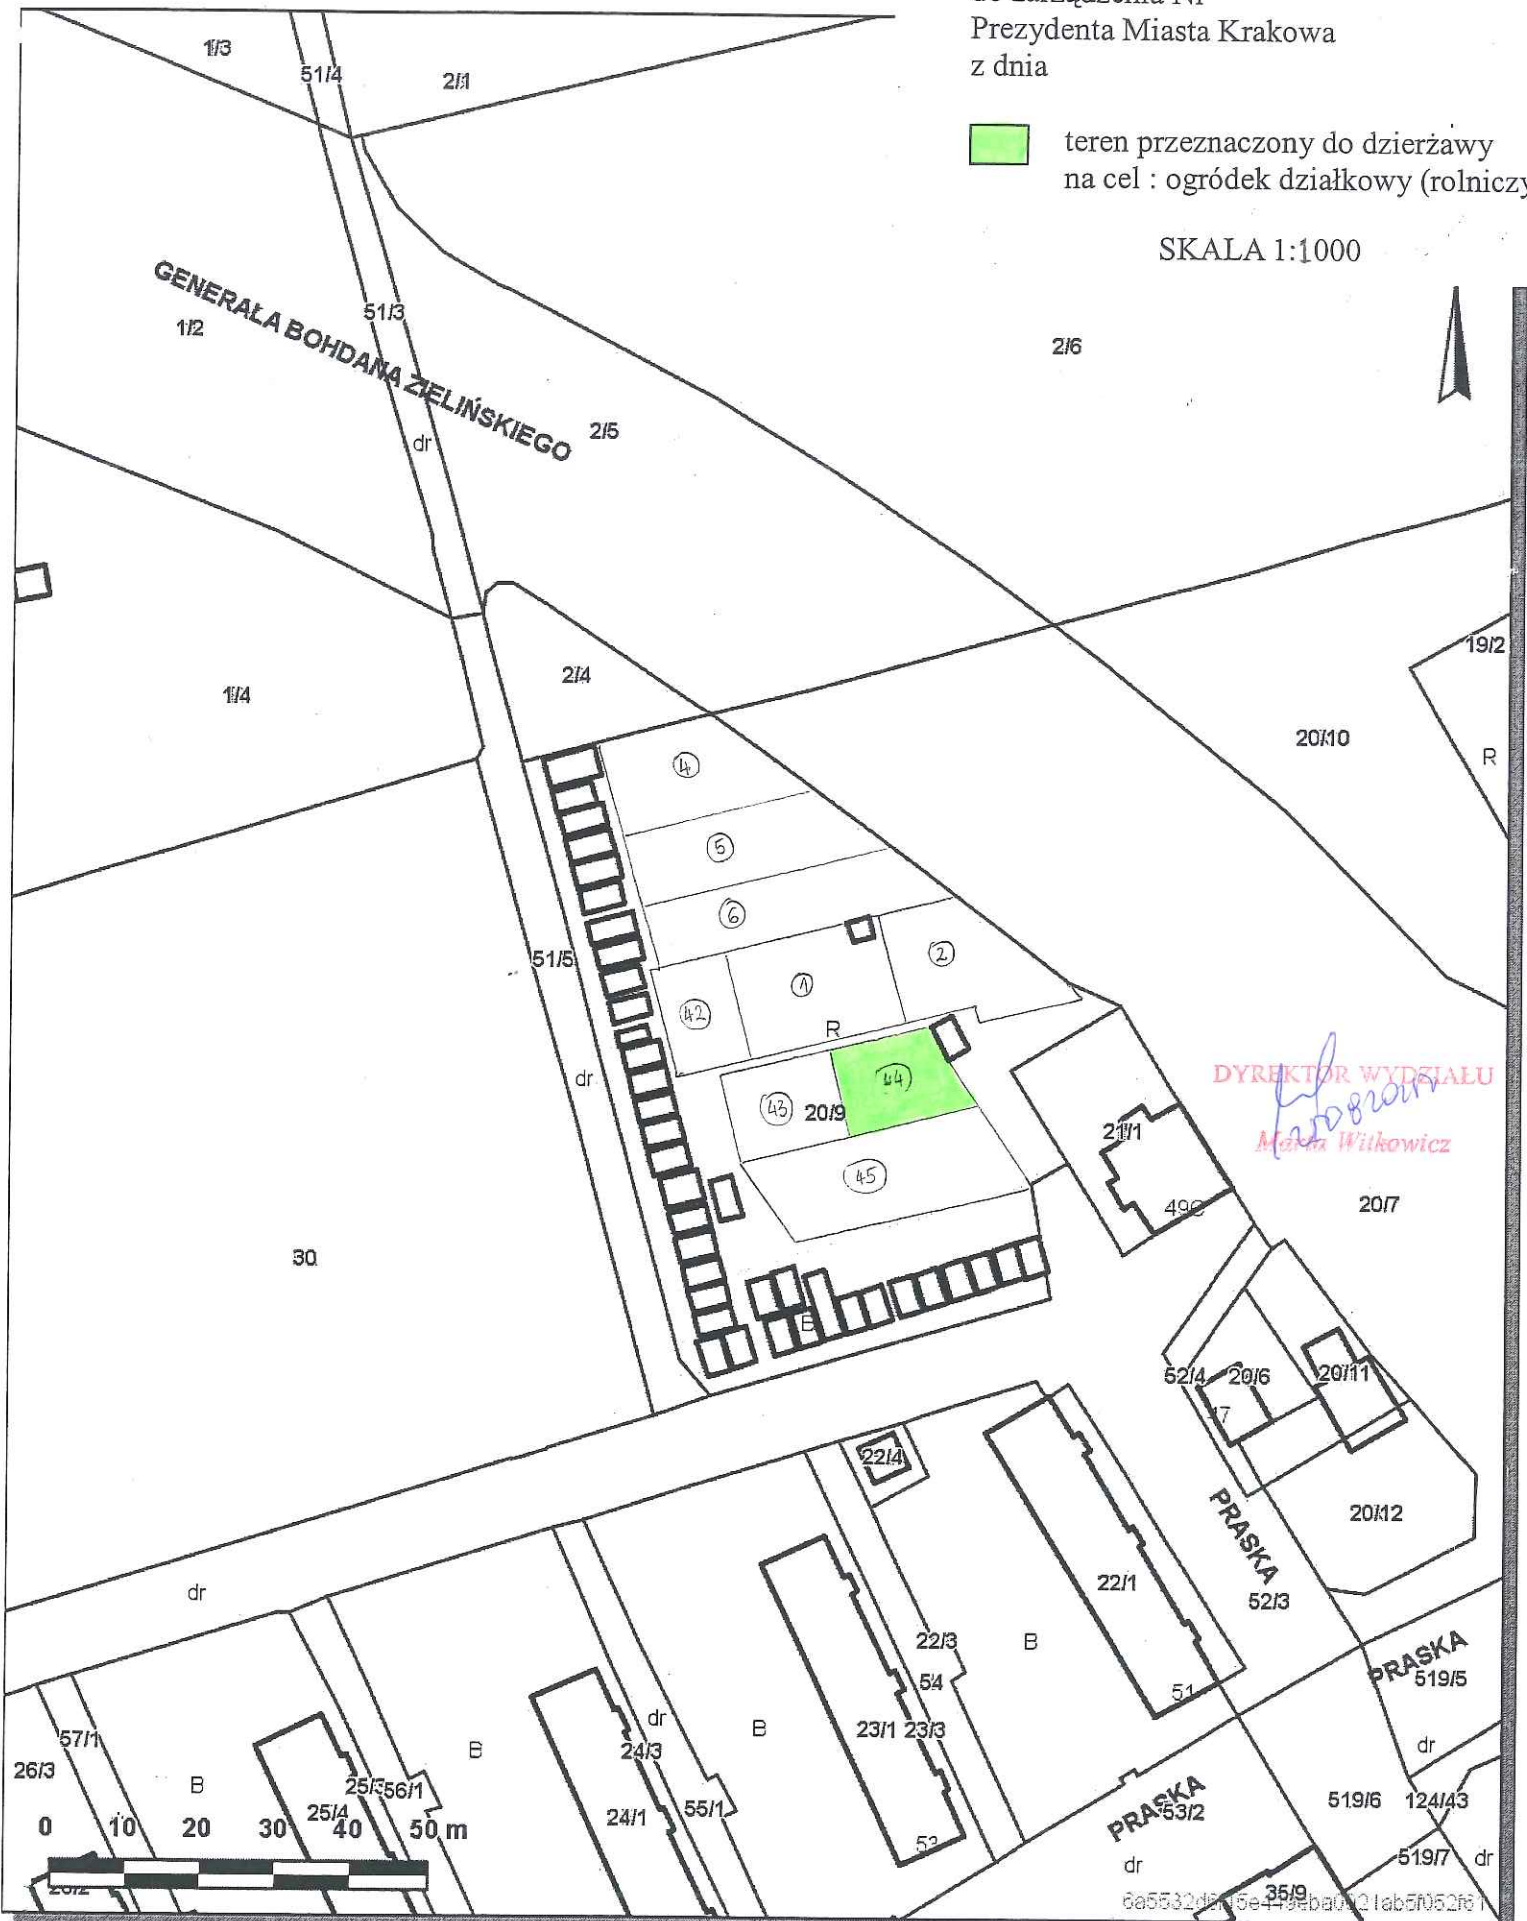 Prezydenta Miasta Krakowa
z dnia
teren przeznaczony do dzierżawy
na cel : ogródek działkowy (rolniczy
SKALA 1:1000
1/3
51/4
2/1
GENERAŁA BOHDANA ZIELIŃSKIEGO
51/3
1/2
2/6
2/5
dr
19/2
2/4
1/4
20/10
R
4
5
6
2
51/5
1
42
R
dr
44
43
20/9
DYREKTOR WYDZIAŁU
Witkowicz
21/1
45
49C
20/7
30
B
52/4
20/6
20/11
22/4
PRASKA
20/12
22/1
dr
52/3
22/3
B
PRASKA
54
519/5
51
dr
57/1
B
23/1
23/3
B
24/3
dr
26/3
B
25/3
56/1
519/6
124/43
25/4
24/1
55/1
PRASKA
53/2
0 10 20 30 40 50 m
53
dr
519/7
dr
35/9